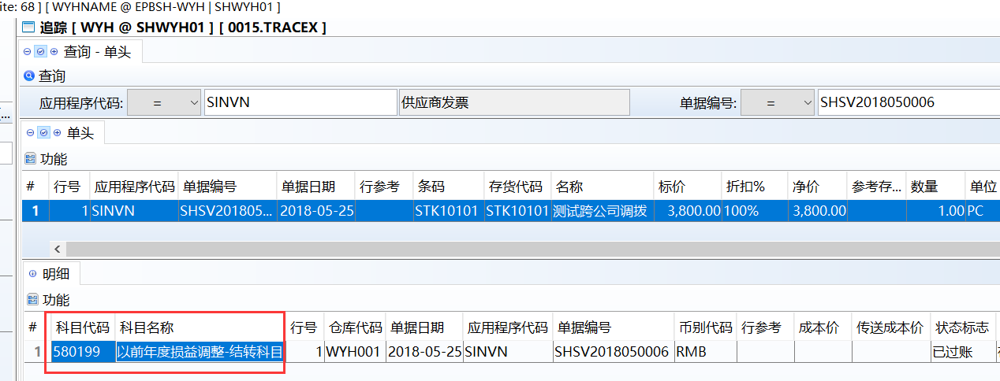 ite: 68 ] [ WYHNAME @ EPBSH-WYH | SHWYH01 ]
追踪 [ WYH @ SHWYH01 ] [ 0015.TRACEX ]
查询 - 单头
查询
应用程序代码: = SINVN 供应商发票 单据编号: = SHSV2018050006
...
单头
功能
# 行号 应用程序代码 单据编号 单据日期 行参考 条码 存货代码 名称 标价 折扣% 净价 参考存... 数量 单位
1 1 SINVN SHSV201805... 2018-05-25 STK10101 STK10101 测试跨公司调拨 3,800.00 100% 3,800.00 1.00 PC
明细
功能
# 科目代码 科目名称 行号 仓库代码 单据日期 应用程序代码 单据编号 币别代码 行参考 成本价 传送成本价 状态标志
1 580199 以前年度损益调整-结转科目 1 WYH001 2018-05-25 SINVN SHSV2018050006 RMB 已过账